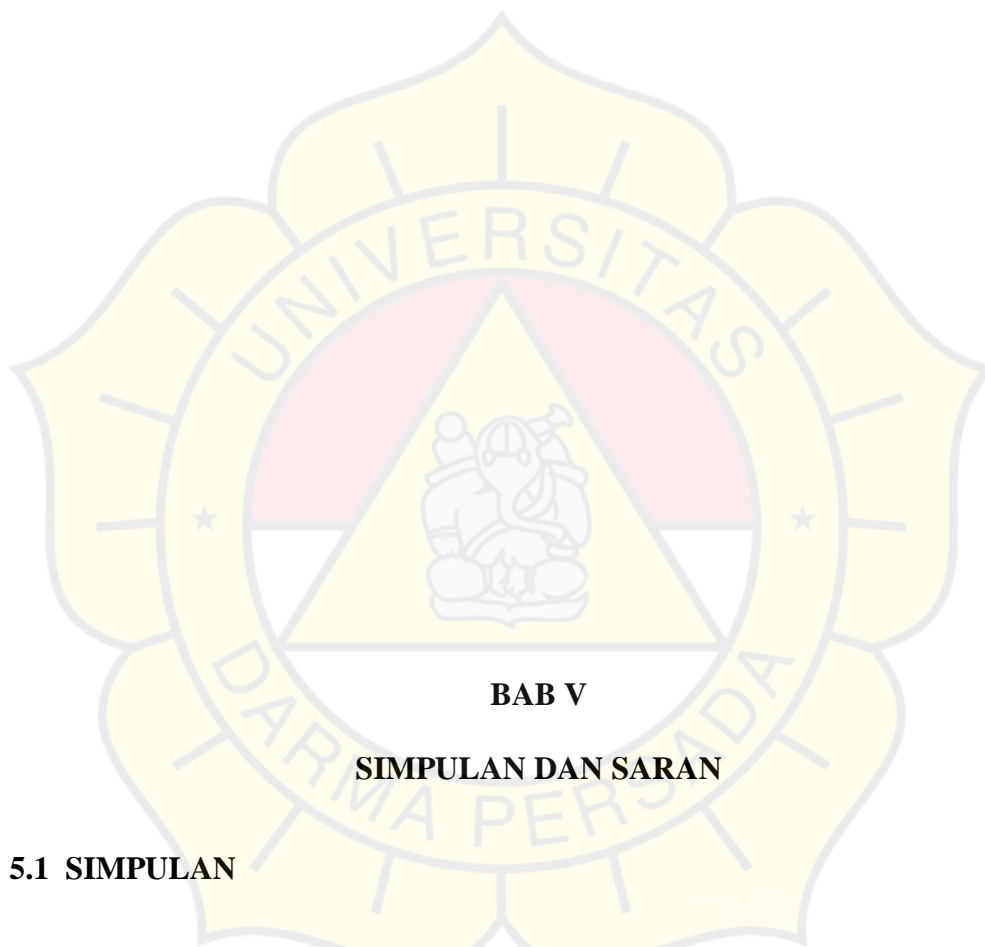 UNIVERSITAS
BAB V
DARMA PERSADA
SIMPULAN DAN SARAN
5.1 SIMPULAN